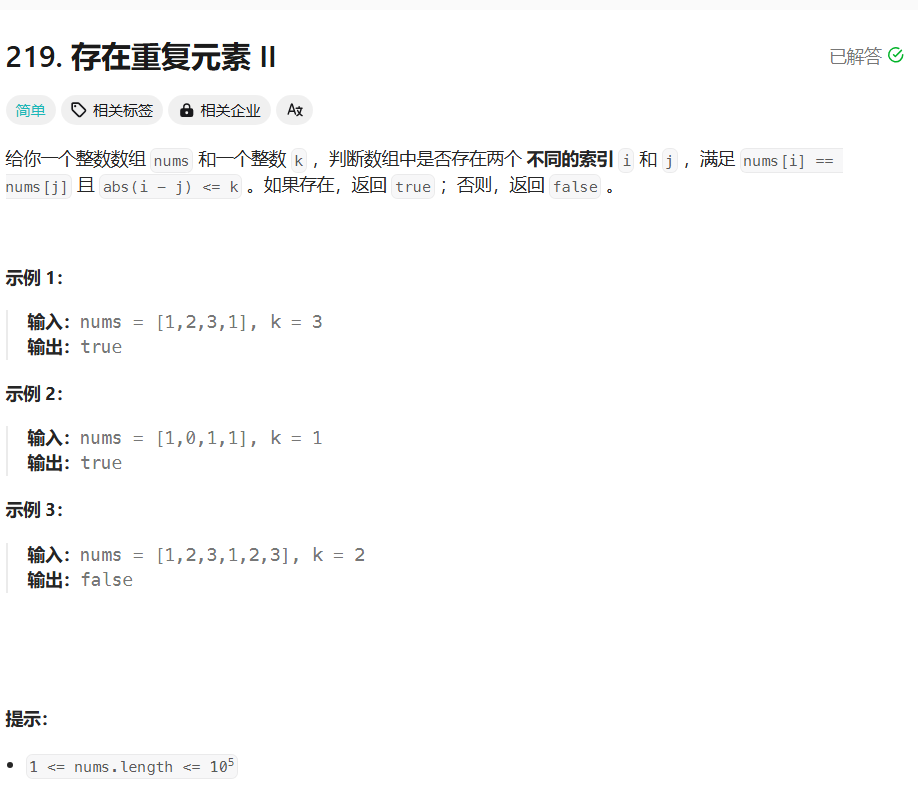 219. 存在重复元素 II
已解答
简单 相关标签 相关企业
给你一个整数数组 nums 和一个整数 k ，判断数组中是否存在两个 不同的索引 i 和 j ，满足 nums[i] ==
nums[j] 且 abs(i - j) <= k 。如果存在，返回 true ；否则，返回 false 。
示例 1：
输入：nums = [1,2,3,1], k = 3
输出：true
示例 2：
输入：nums = [1,0,1,1], k = 1
输出：true
示例 3：
输入：nums = [1,2,3,1,2,3], k = 2
输出：false
提示：
• 1 <= nums.length <= 10⁵